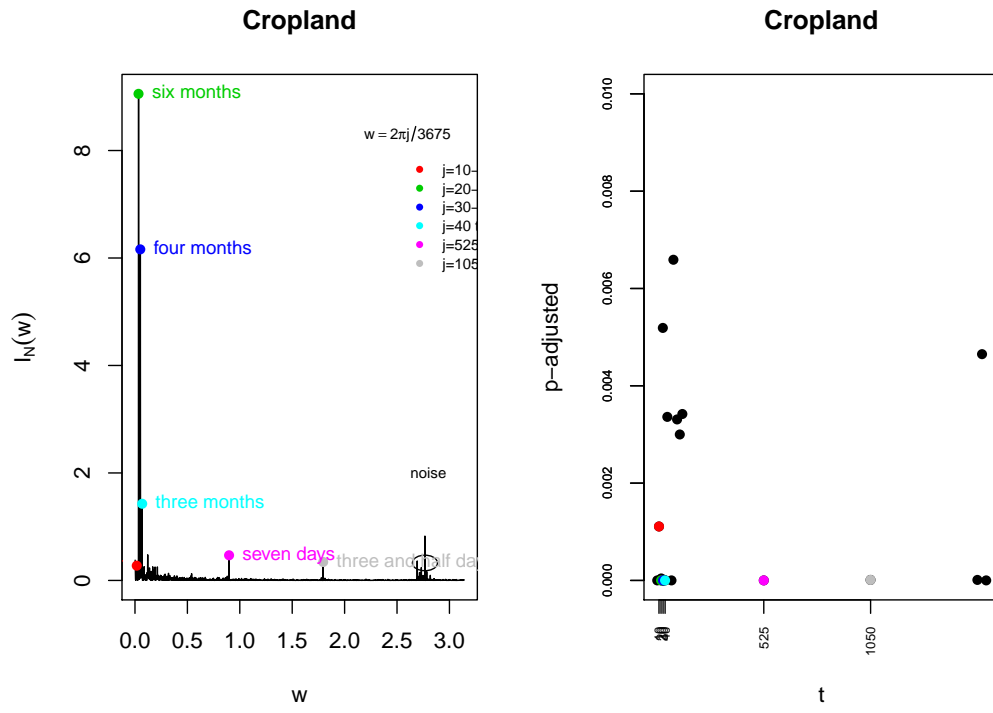 Cropland
six months
w = 2πj/3675
j=10-
j=20-
four months
j=30-
j=40
j=525
j=105
three months
noise
seven days
three and half da
I_N(w)
8
6
4
2
0
0.0 0.5 1.0 1.5 2.0 2.5 3.0
w
Cropland
p−adjusted
0.010
0.008
0.006
0.004
0.002
0.000
525
1050
t